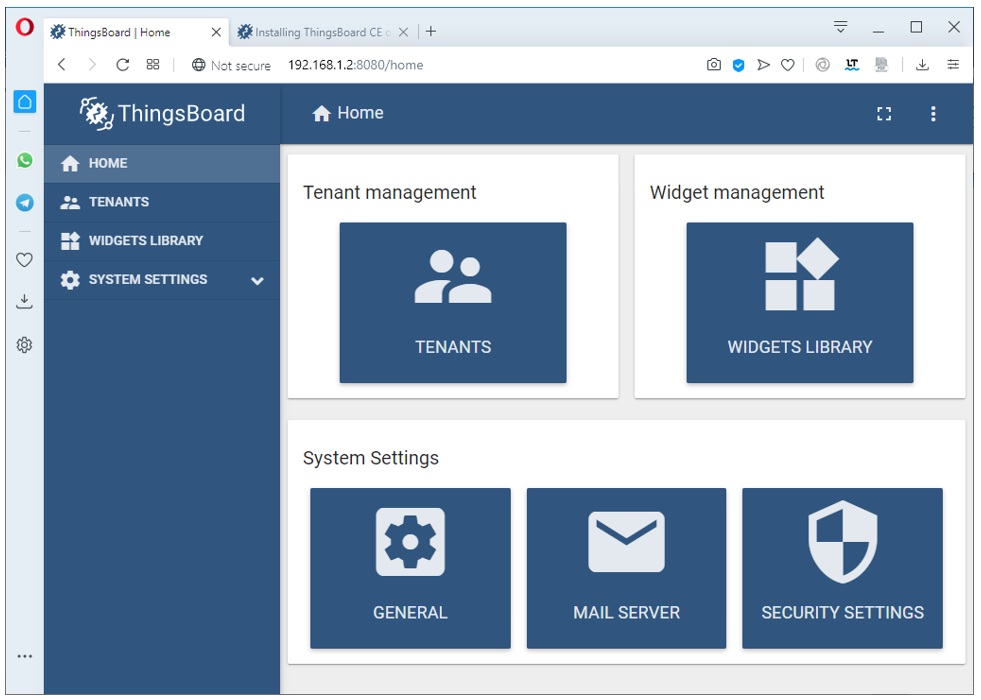 ThingsBoard | Home
Installing ThingsBoard CE
Not secure 192.168.1.2:8080/home
LT
ThingsBoard
Home
HOME
TENANTS
WIDGETS LIBRARY
SYSTEM SETTINGS
Tenant management
Widget management
TENANTS
WIDGETS LIBRARY
System Settings
GENERAL
MAIL SERVER
SECURITY SETTINGS